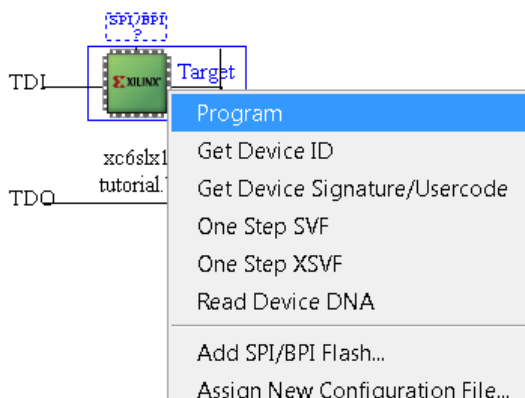 SPI/BPI
?
TDI
XILINX
Target
Program
xc6slx1
Get Device ID
tutorial.
Get Device Signature/Usercode
TDO
One Step SVF
One Step XSVF
Read Device DNA
Add SPI/BPI Flash...
Assign New Configuration File...